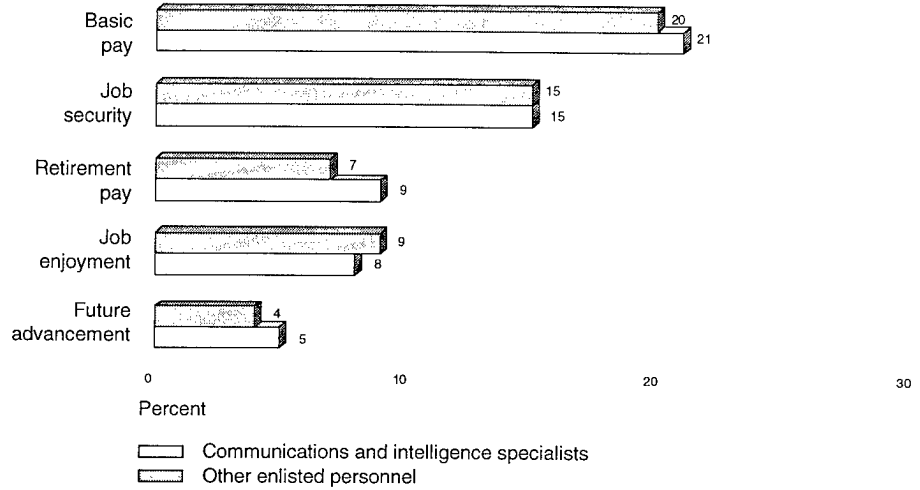 Basic
pay
20
21
Job
security
15
15
Retirement
pay
7
9
Job
enjoyment
9
8
Future
advancement
4
5
0 10 20 30
Percent
Communications and intelligence specialists
Other enlisted personnel